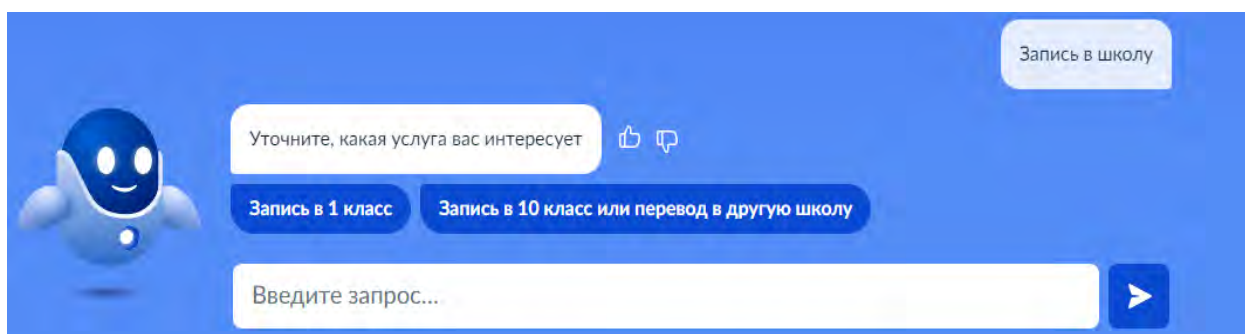 Запись в школу
Уточните, какая услуга вас интересует
Запись в 1 класс
Запись в 10 класс или перевод в другую школу
Введите запрос...